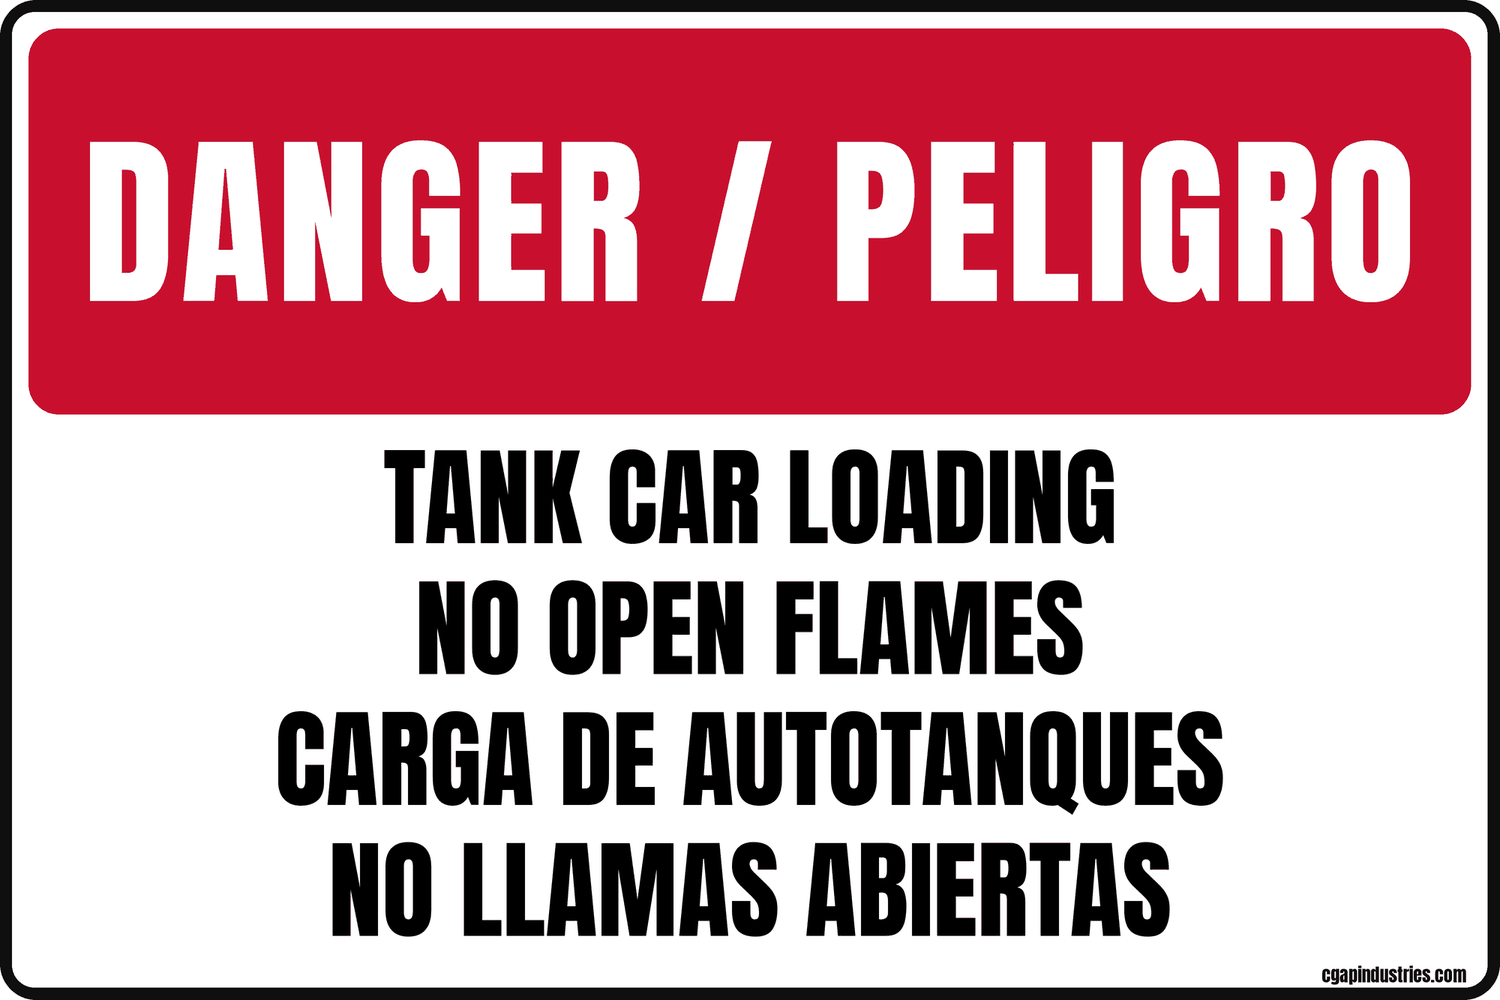 DANGER / PELIGRO
TANK CAR LOADING
NO OPEN FLAMES
CARGA DE AUTOTANQUES
NO LLAMAS ABIERTAS
cgapindustries.com